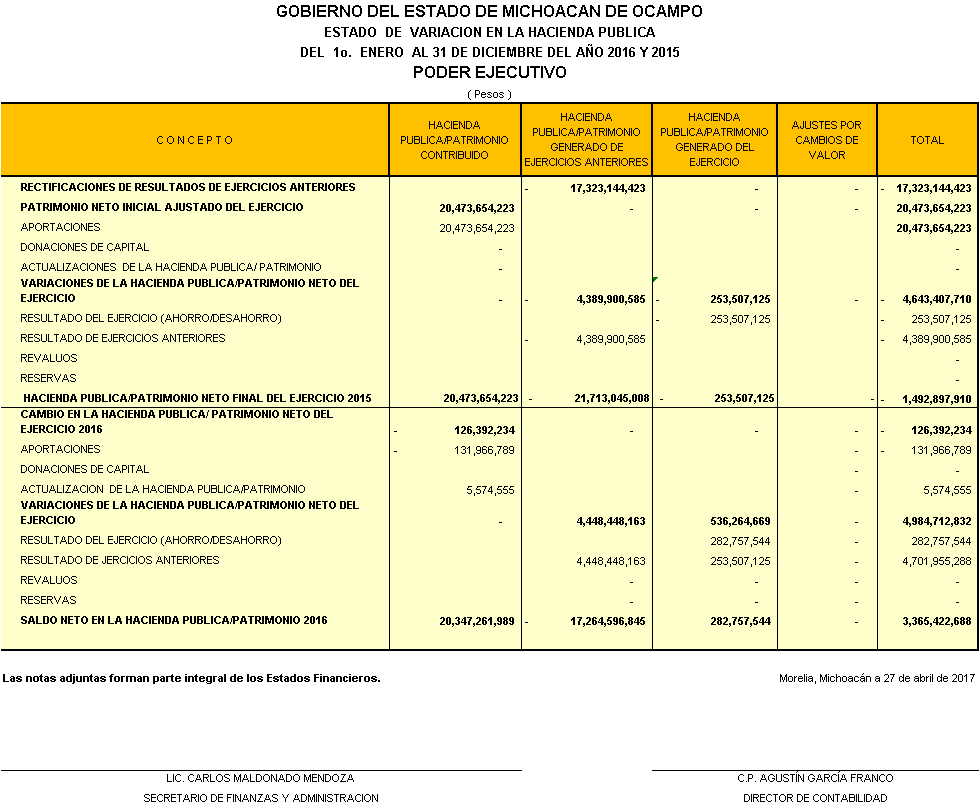 GOBIERNO DEL ESTADO DE MICHOACAN DE OCAMPO
ESTADO DE VARIACION EN LA HACIENDA PUBLICA
DEL 1o. ENERO AL 31 DE DICIEMBRE DEL AÑO 2016 Y 2015
PODER EJECUTIVO
( Pesos )
C O N C E P T O
HACIENDA
PUBLICA/PATRIMONIO
CONTRIBUIDO
HACIENDA
PUBLICA/PATRIMONIO
GENERADO DE
EJERCICIOS ANTERIORES
HACIENDA
PUBLICA/PATRIMONIO
GENERADO DEL
EJERCICIO
AJUSTES POR
CAMBIOS DE
VALOR
TOTAL
RECTIFICACIONES DE RESULTADOS DE EJERCICIOS ANTERIORES - 17,323,144,423 - - - 17,323,144,423
PATRIMONIO NETO INICIAL AJUSTADO DEL EJERCICIO 20,473,654,223 - - - 20,473,654,223
APORTACIONES 20,473,654,223 20,473,654,223
DONACIONES DE CAPITAL - -
ACTUALIZACIONES DE LA HACIENDA PUBLICA/ PATRIMONIO - -
VARIACIONES DE LA HACIENDA PUBLICA/PATRIMONIO NETO DEL
EJERCICIO - - 4,389,900,585 - 253,507,125 - - 4,643,407,710
RESULTADO DEL EJERCICIO (AHORRO/DESAHORRO) - 253,507,125 - 253,507,125
RESULTADO DE EJERCICIOS ANTERIORES - 4,389,900,585 - 4,389,900,585
REVALUOS -
RESERVAS -
HACIENDA PUBLICA/PATRIMONIO NETO FINAL DEL EJERCICIO 2015 20,473,654,223 - 21,713,045,008 - 253,507,125 - - 1,492,897,910
CAMBIO EN LA HACIENDA PUBLICA/ PATRIMONIO NETO DEL
EJERCICIO 2016 - 126,392,234 - - - - 126,392,234
APORTACIONES - 131,966,789 - - 131,966,789
DONACIONES DE CAPITAL - -
ACTUALIZACION DE LA HACIENDA PUBLICA/PATRIMONIO 5,574,555 - 5,574,555
VARIACIONES DE LA HACIENDA PUBLICA/PATRIMONIO NETO DEL
EJERCICIO - 4,448,448,163 536,264,669 - 4,984,712,832
RESULTADO DEL EJERCICIO (AHORRO/DESAHORRO) 282,757,544 - 282,757,544
RESULTADO DE JERCICIOS ANTERIORES 4,448,448,163 253,507,125 - 4,701,955,288
REVALUOS - - - -
RESERVAS - - - -
SALDO NETO EN LA HACIENDA PUBLICA/PATRIMONIO 2016 20,347,261,989 - 17,264,596,845 282,757,544 - 3,365,422,688
Las notas adjuntas forman parte integral de los Estados Financieros.
Morelia, Michoacán a 27 de abril de 2017
LIC. CARLOS MALDONADO MENDOZA
C.P. AGUSTÍN GARCÍA FRANCO
SECRETARIO DE FINANZAS Y ADMINISTRACION
DIRECTOR DE CONTABILIDAD